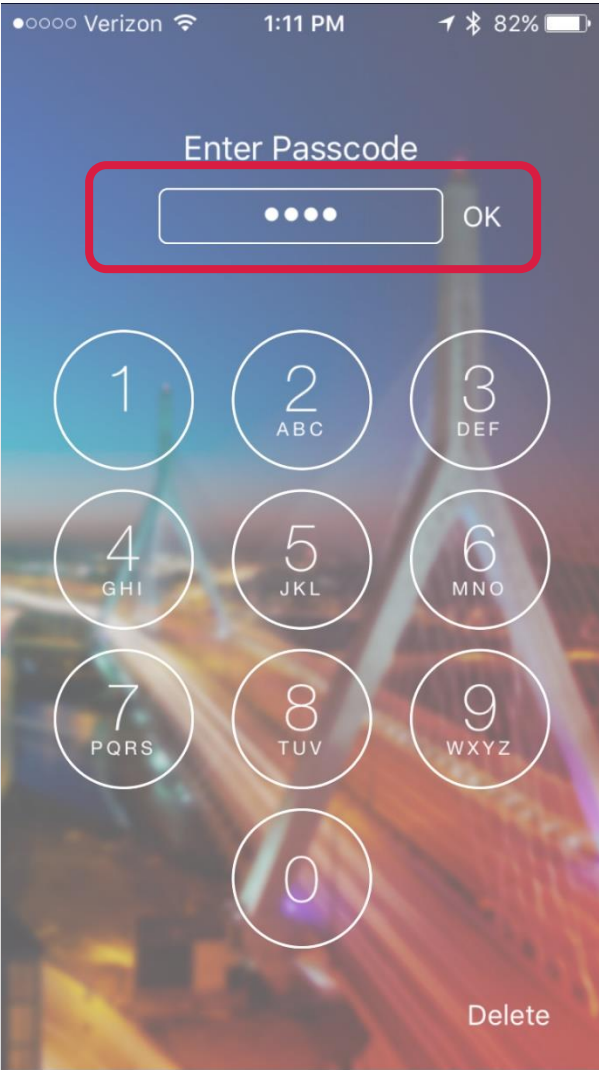 Verizon 1:11 PM 82%
Enter Passcode
•••• OK
1 2 3
ABC DEF
4 5 6
GHI JKL MNO
7 8 9
PQRS TUV WXYZ
0
Delete